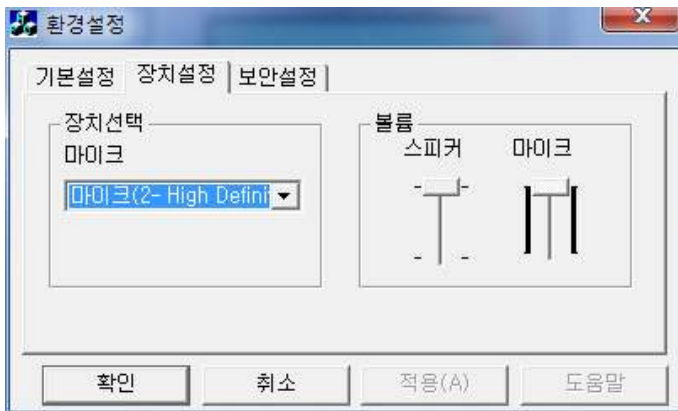 환경설정
기본설정 장치설정 보안설정
장치선택
마이크
마이크(2- High Defini
볼륨
스피커 마이크
확인 취소 적용(A) 도움말